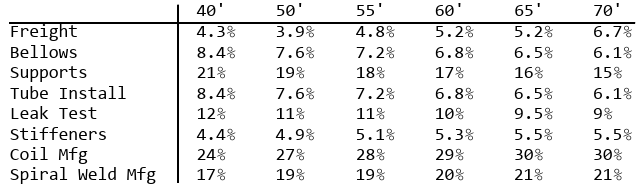 40' 50' 55' 60' 65' 70'
Freight 4.3% 3.9% 4.8% 5.2% 5.2% 6.7%
Bellows 8.4% 7.6% 7.2% 6.8% 6.5% 6.1%
Supports 21% 19% 18% 17% 16% 15%
Tube Install 8.4% 7.6% 7.2% 6.8% 6.5% 6.1%
Leak Test 12% 11% 11% 10% 9.5% 9%
Stiffeners 4.4% 4.9% 5.1% 5.3% 5.5% 5.5%
Coil Mfg 24% 27% 28% 29% 30% 30%
Spiral Weld Mfg 17% 19% 19% 20% 21% 21%